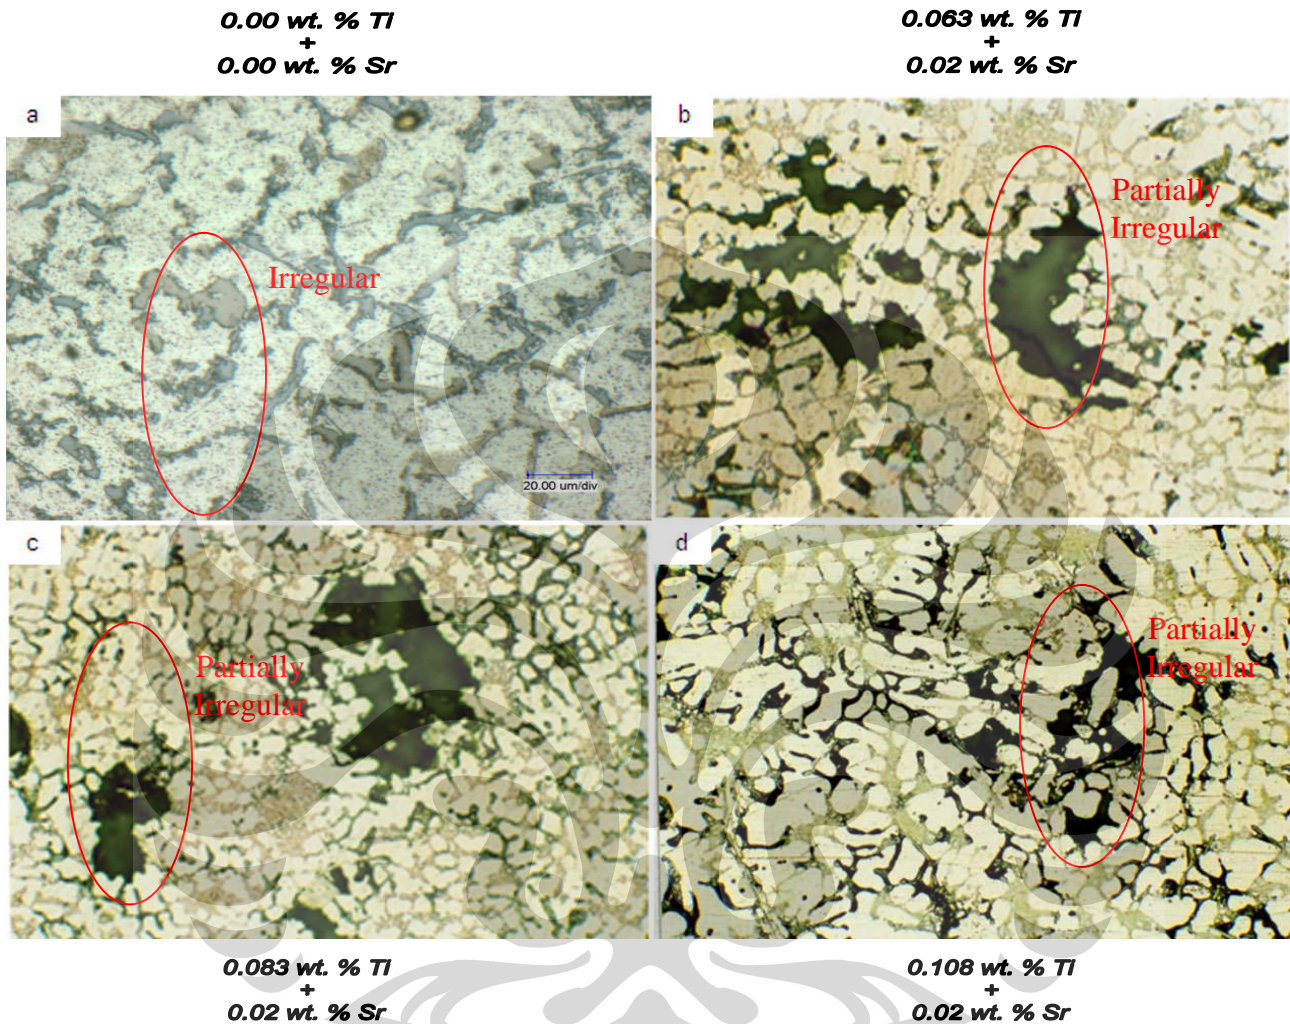 0.00 wt. % Ti
+
0.00 wt. % Sr
0.063 wt. % Ti
+
0.02 wt. % Sr
a
Irregular
20.00 um/div
b
Partially
Irregular
c
Partially
Irregular
d
Partially
Irregular
0.083 wt. % Ti
+
0.02 wt. % Sr
0.108 wt. % Ti
+
0.02 wt. % Sr